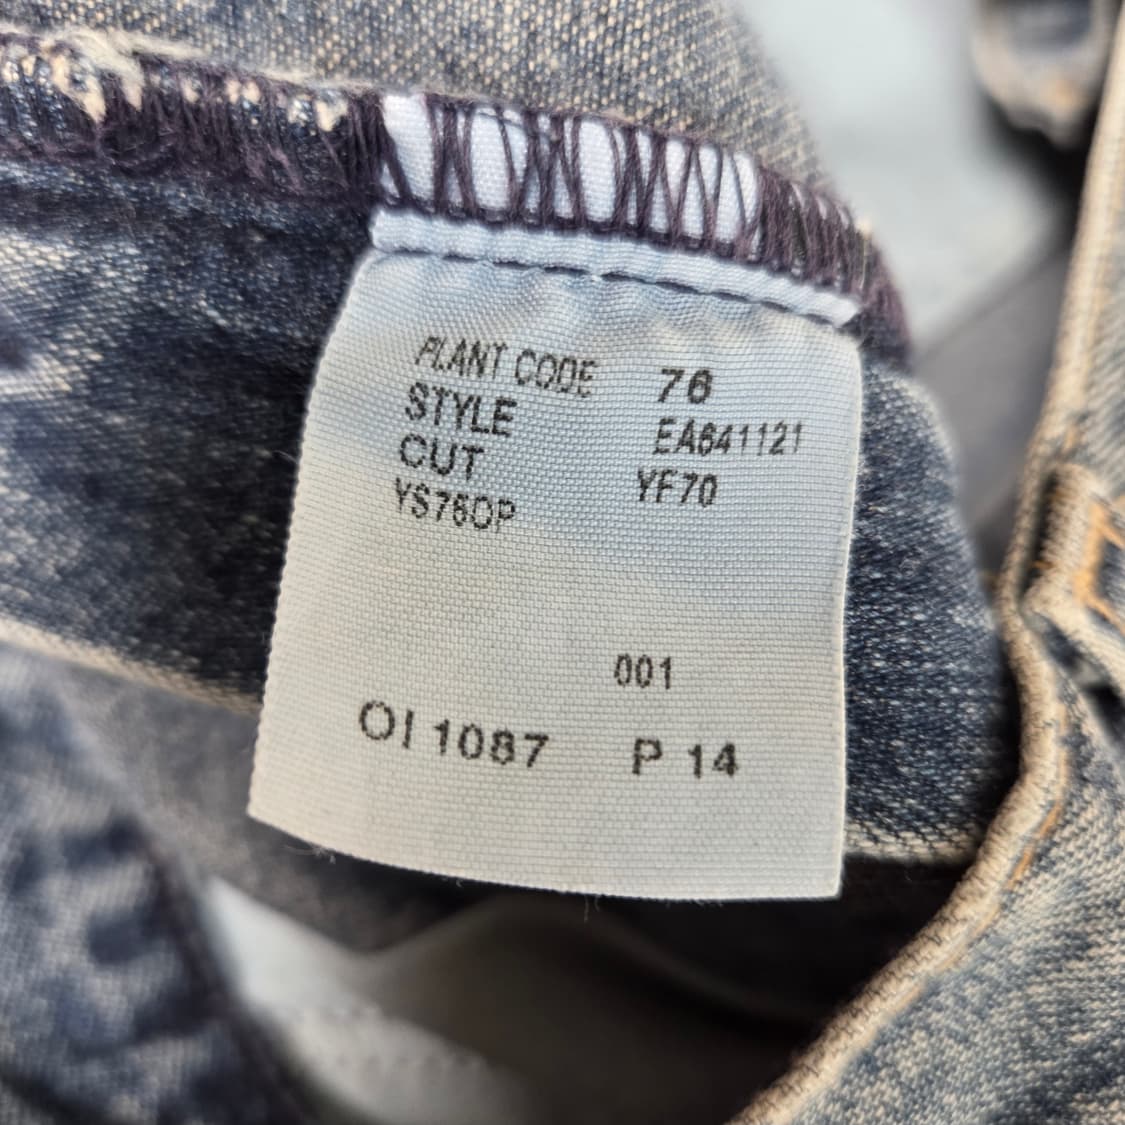 PLANT CODE 76
STYLE EA641121
CUT YF70
YS76OP
001
OI 1087 P 14